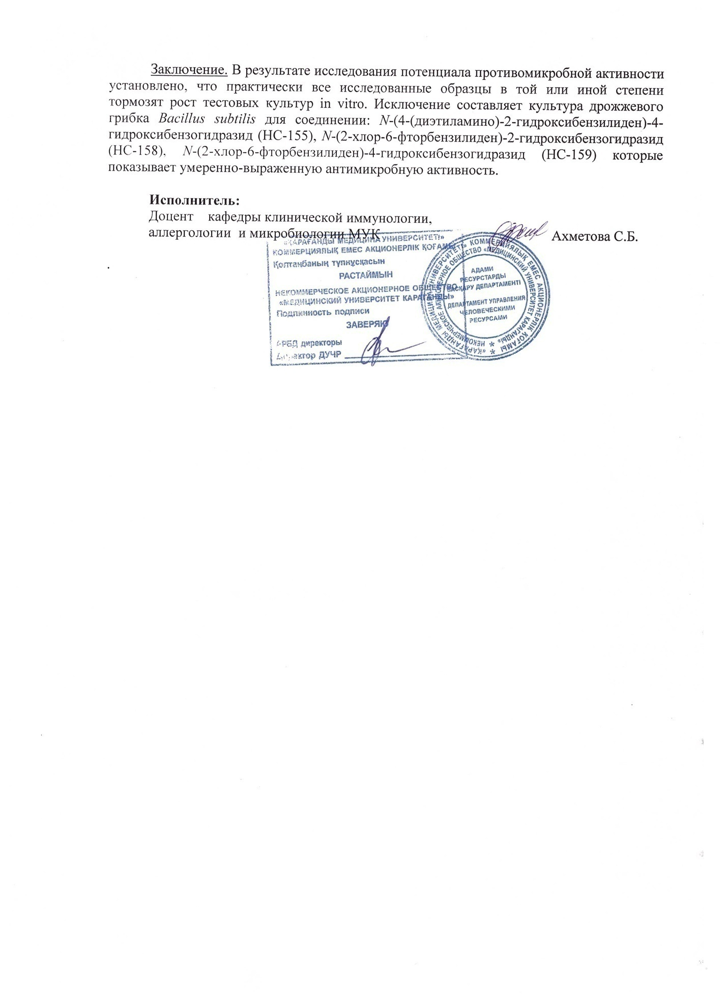 Заключение. В результате исследования потенциала противомикробной активности
установлено, что практически все исследованные образцы в той или иной степени
тормозят рост тестовых культур in vitro. Исключение составляет культура дрожжевого
грибка Bacillus subtilis для соединении: N-(4-(диэтиламино)-2-гидроксибензилиден)-4-
гидроксибензогидразид (НС-155), N-(2-хлор-6-фторбензилиден)-2-гидроксибензогидразид
(НС-158), N-(2-хлор-6-фторбензилиден)-4-гидроксибензогидразид (НС-159) которые
показывает умеренно-выраженную антимикробную активность.
Исполнитель:
Доцент кафедры клинической иммунологии,
аллергологии и микробиологии МУК Ахметова С.Б.
«ҚАРАҒАНДЫ МЕДИЦИНА УНИВЕРСИТЕТІ»
КОММЕРЦИЯЛЫҚ ЕМЕС АКЦИОНЕРЛІК ҚОҒАМЫ
Қолтаңбаның түпнұсқасын
РАСТАЙМЫН
НЕКОММЕРЧЕСКОЕ АКЦИОНЕРНОЕ ОБЩЕСТВО
«МЕДИЦИНСКИЙ УНИВЕРСИТЕТ КАРАГАНДЫ»
Подлинность подписи
ЗАВЕРЯЮ
АРБД директоры
Директор ДУЧР
«ҚАРАҒАНДЫ МЕДИЦИНА УНИВЕРСИТЕТІ» КОММЕРЦИЯЛЫҚ ЕМЕС АКЦИОНЕРЛІК ҚОҒАМЫ
НЕКОММЕРЧЕСКОЕ АКЦИОНЕРНОЕ ОБЩЕСТВО «МЕДИЦИНСКИЙ УНИВЕРСИТЕТ КАРАГАНДЫ»
АДАМИ
РЕСУРСТАРДЫ
БАСҚАРУ ДЕПАРТАМЕНТІ
ДЕПАРТАМЕНТ УПРАВЛЕНИЯ
ЧЕЛОВЕЧЕСКИМИ
РЕСУРСАМИ